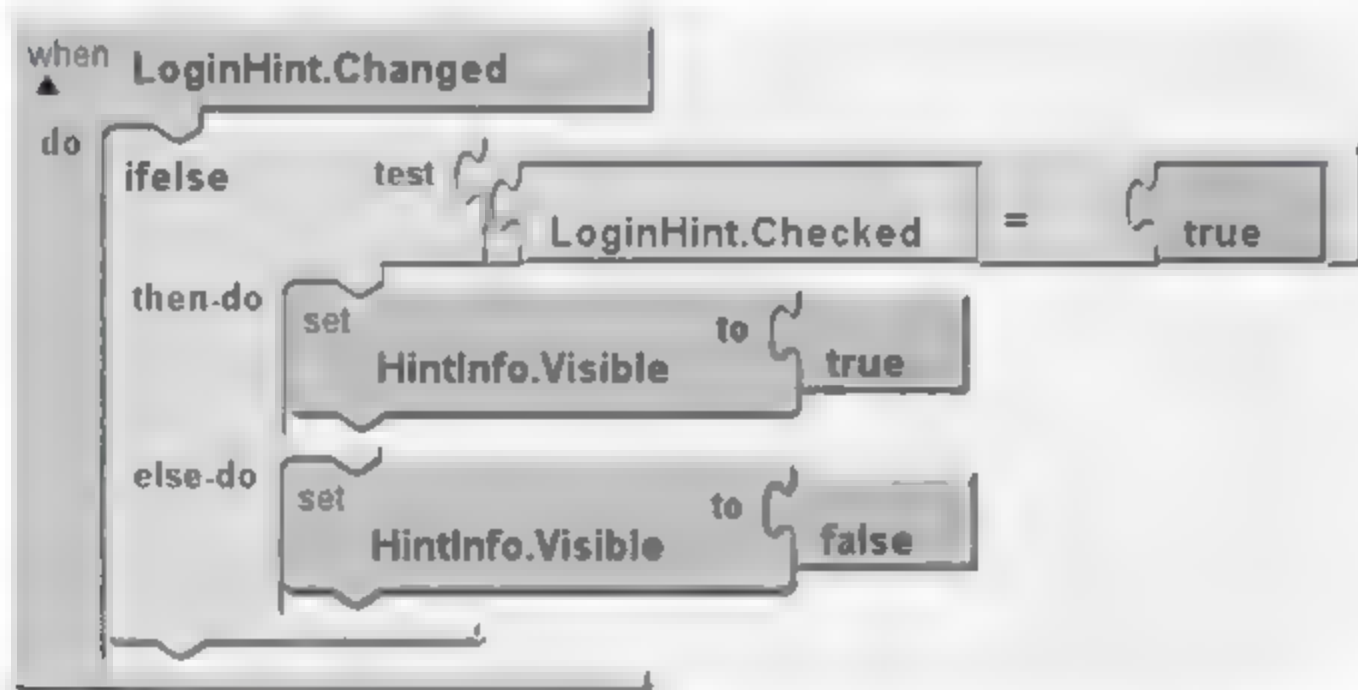 when LoginHint.Changed
do
ifelse test LoginHint.Checked = true
then-do set to
HintInfo.Visible true
else-do set to
HintInfo.Visible false